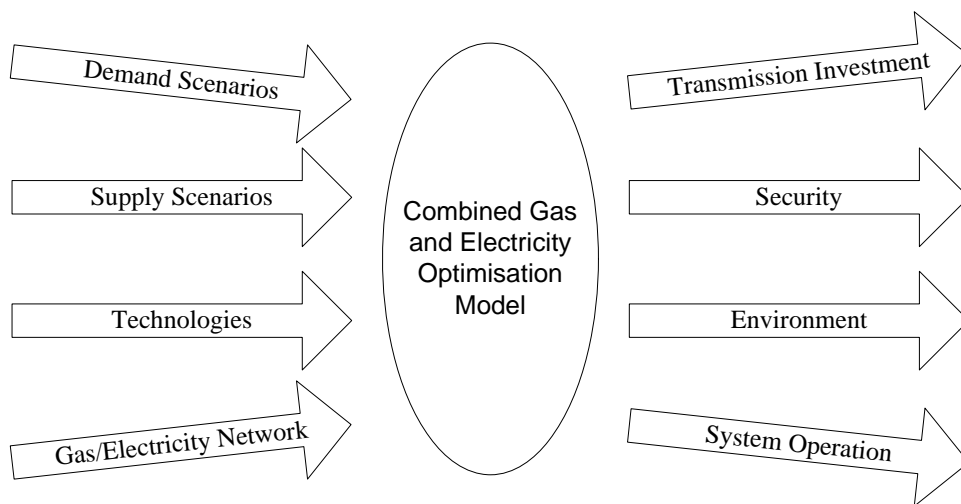 Demand Scenarios
Supply Scenarios
Technologies
Gas/Electricity Network
Combined Gas
and Electricity
Optimisation
Model
Transmission Investment
Security
Environment
System Operation